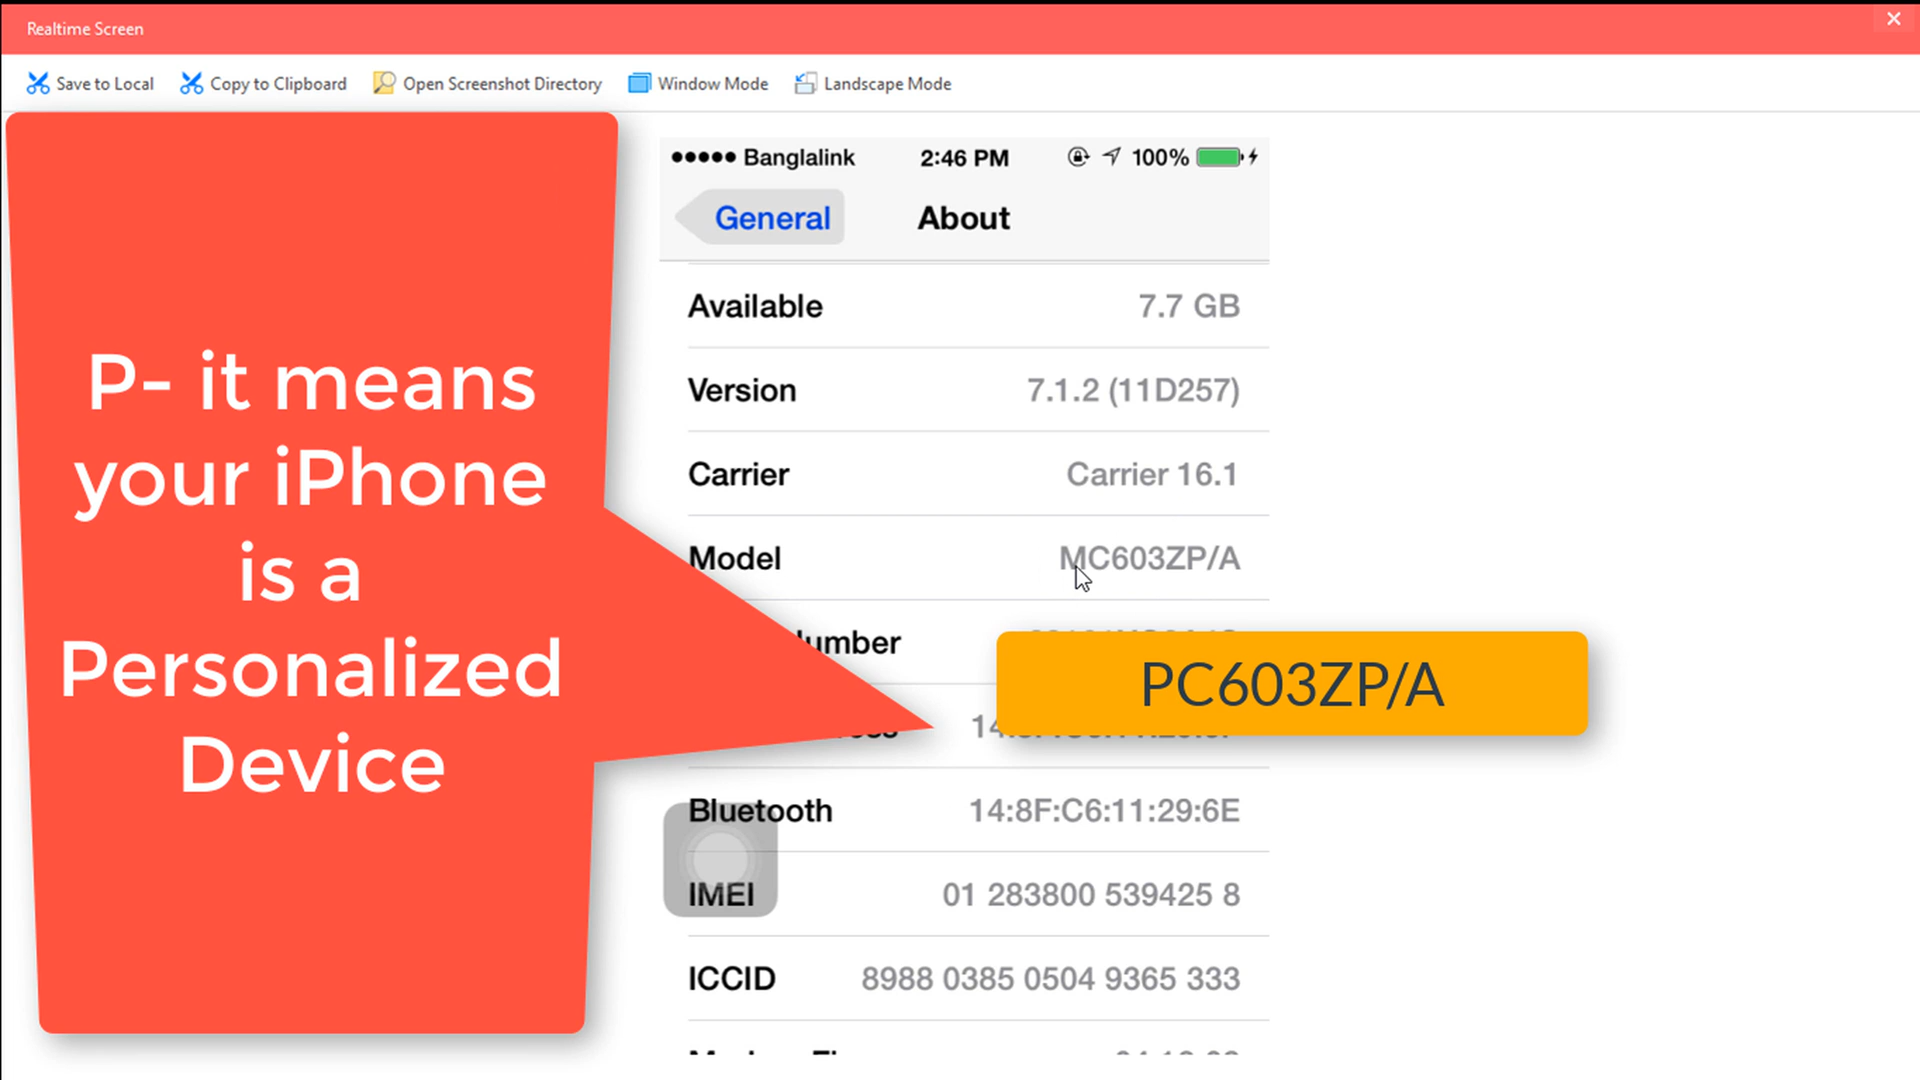 Realtime Screen
Save to Local Copy to Clipboard Open Screenshot Directory Window Mode Landscape Mode
P- it means
your iPhone
is a
Personalized
Device
Banglalink 2:46 PM 100%
General About
Available 7.7 GB
Version 7.1.2 (11D257)
Carrier Carrier 16.1
Model MC603ZP/A
PC603ZP/A
Bluetooth 14:8F:C6:11:29:6E
IMEI 01 283800 539425 8
ICCID 8988 0385 0504 9365 333